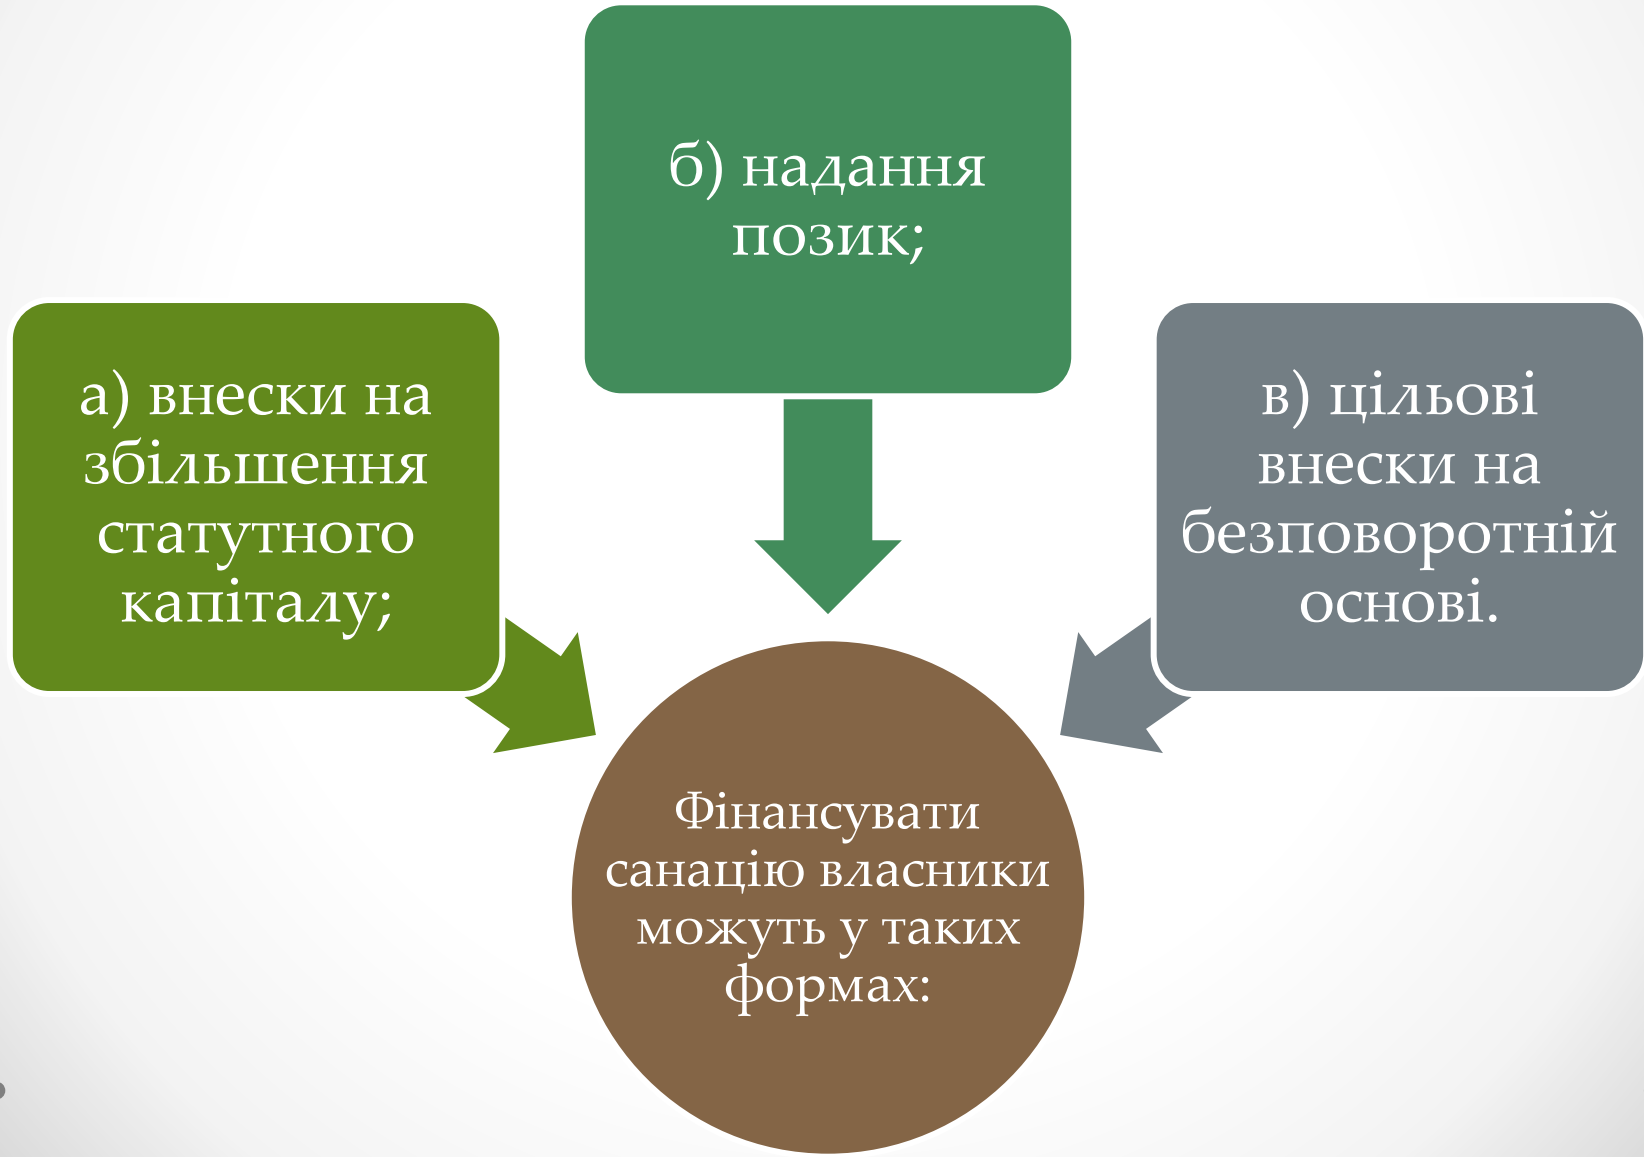 б) надання
позик;
а) внески на
збільшення
статутного
капіталу;
в) цільові
внески на
безповоротній
основі.
Фінансувати
санацію власники
можуть у таких
формах: